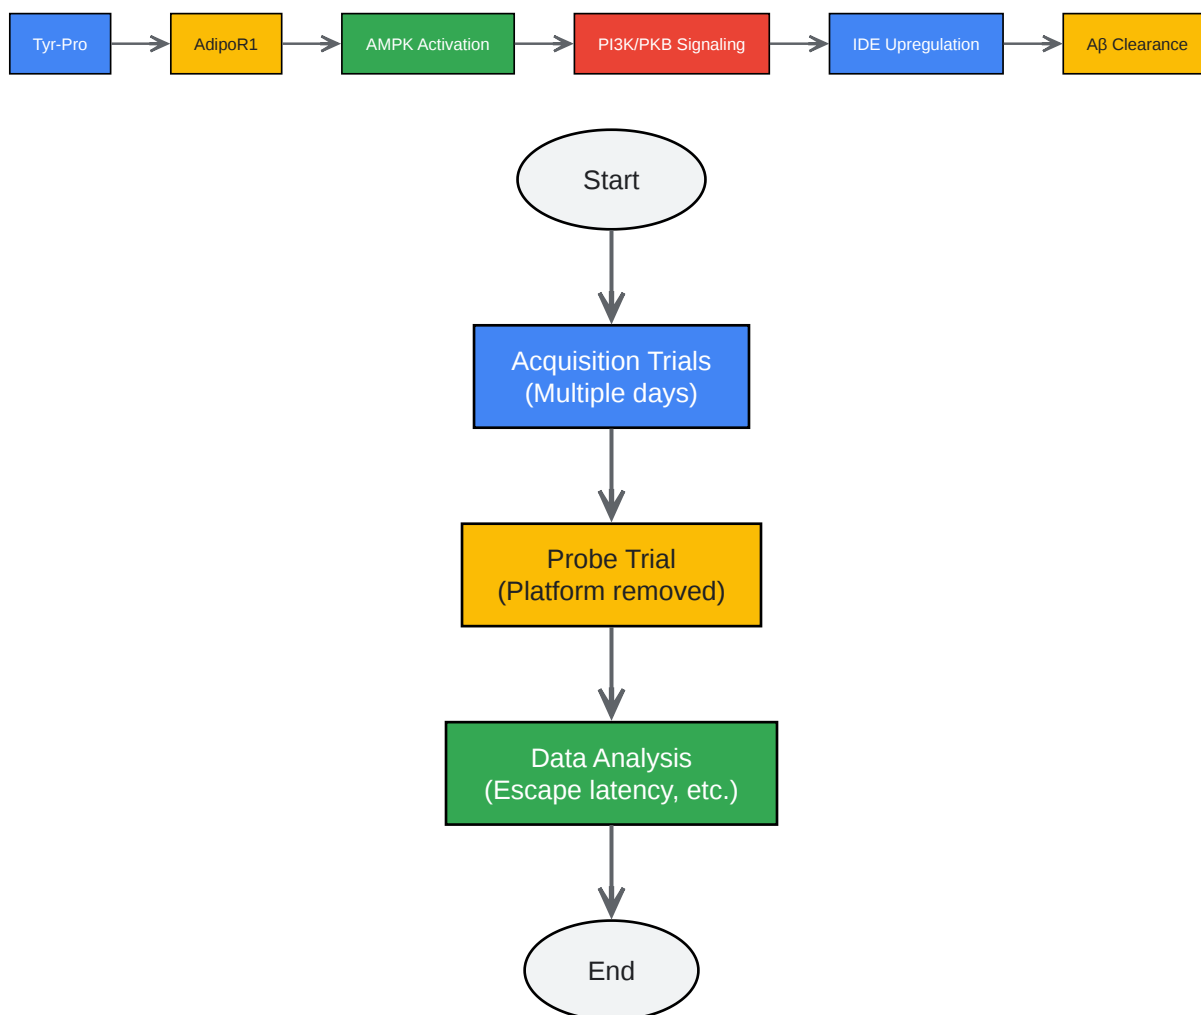 Tyr-Pro
AdipoR1
AMPK Activation
PI3K/PKB Signaling
IDE Upregulation
Aβ Clearance
Start
Acquisition Trials
(Multiple days)
Probe Trial
(Platform removed)
Data Analysis
(Escape latency, etc.)
End